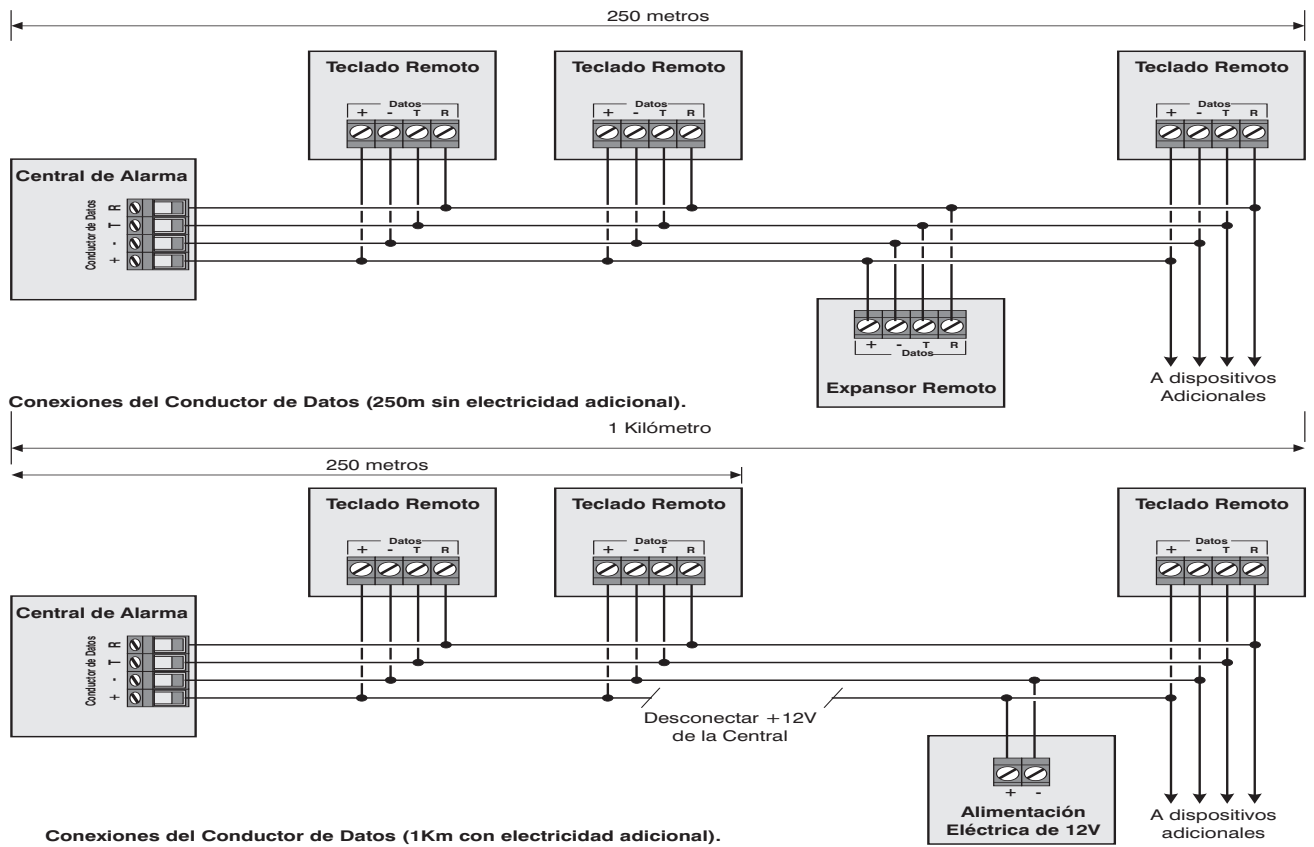 250 metros
Teclado Remoto
Datos
+ - T R
Teclado Remoto
Datos
+ - T R
Teclado Remoto
Datos
+ - T R
Central de Alarma
Conductor de Datos
R
T
-
+
+ - T R
Datos
Expansor Remoto
A dispositivos
Adicionales
Conexiones del Conductor de Datos (250m sin electricidad adicional).
1 Kilómetro
250 metros
Teclado Remoto
Datos
+ - T R
Teclado Remoto
Datos
+ - T R
Teclado Remoto
Datos
+ - T R
Central de Alarma
Conductor de Datos
R
T
-
+
Desconectar +12V
de la Central
+ -
Alimentación
Eléctrica de 12V
A dispositivos
adicionales
Conexiones del Conductor de Datos (1Km con electricidad adicional).